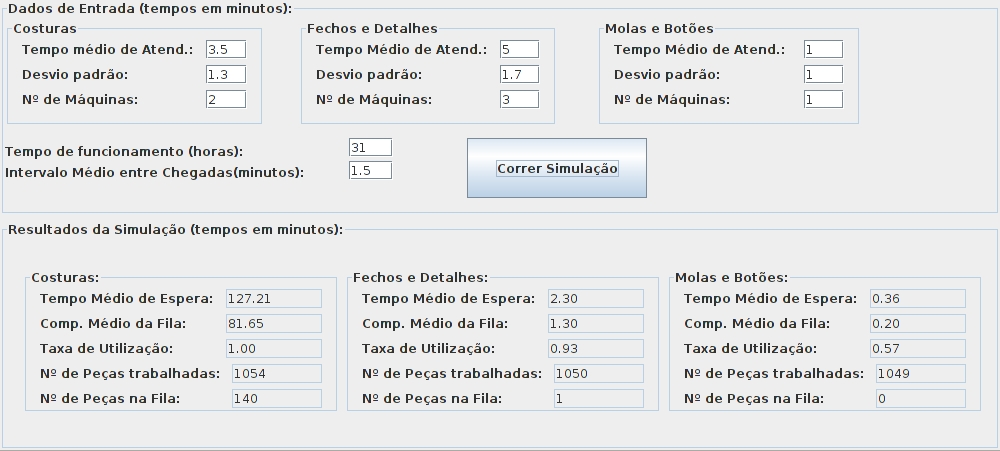 Dados de Entrada (tempos em minutos):
Costuras
Tempo médio de Atend.: 3.5
Desvio padrão: 1.3
Nº de Máquinas: 2
Fechos e Detalhes
Tempo Médio de Atend.: 5
Desvio padrão: 1.7
Nº de Máquinas: 3
Molas e Botões
Tempo Médio de Atend.: 1
Desvio padrão: 1
Nº de Máquinas: 1
Tempo de funcionamento (horas): 31
Intervalo Médio entre Chegadas(minutos): 1.5
Correr Simulação
Resultados da Simulação (tempos em minutos):
Costuras:
Tempo Médio de Espera: 127.21
Comp. Médio da Fila: 81.65
Taxa de Utilização: 1.00
Nº de Peças trabalhadas: 1054
Nº de Peças na Fila: 140
Fechos e Detalhes:
Tempo Médio de Espera: 2.30
Comp. Médio da Fila: 1.30
Taxa de Utilização: 0.93
Nº de Peças trabalhadas: 1050
Nº de Peças na Fila: 1
Molas e Botões:
Tempo Médio de Espera: 0.36
Comp. Médio da Fila: 0.20
Taxa de Utilização: 0.57
Nº de Peças trabalhadas: 1049
Nº de Peças na Fila: 0